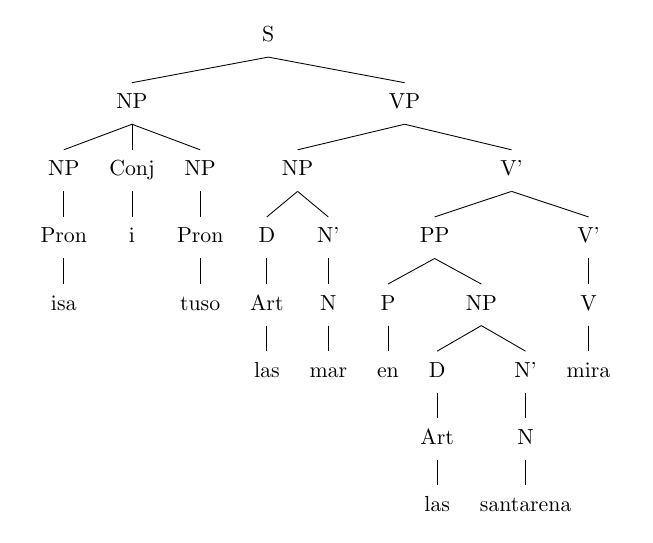 S
NP VP
NP Conj NP NP V'
Pron i Pron D N' PP V'
isa tuso Art N P NP V
las mar en D N' mira
Art N
las santarena